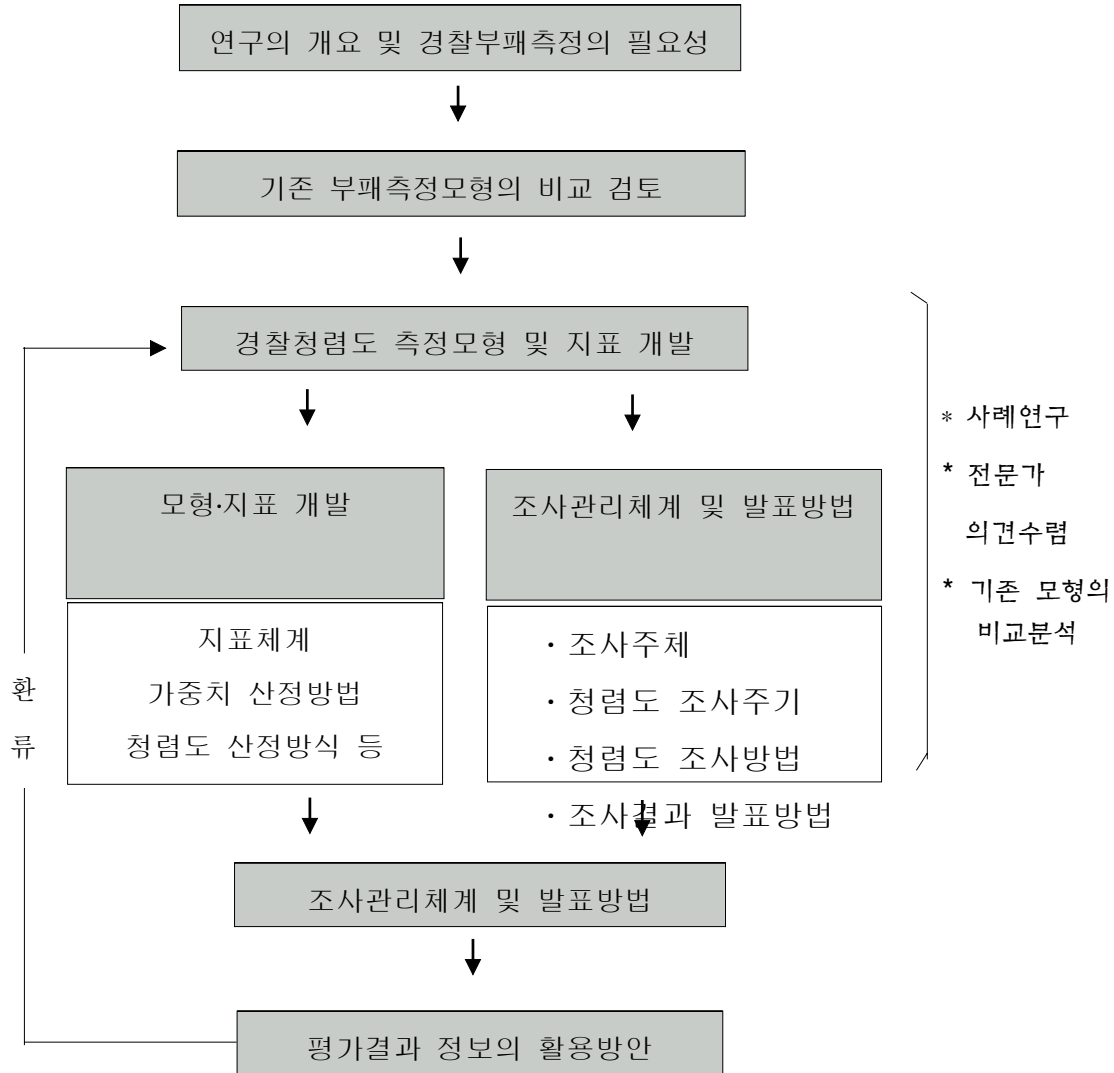 연구의 개요 및 경찰부패측정의 필요성
기존 부패측정모형의 비교 검토
경찰청렴도 측정모형 및 지표 개발
모형·지표 개발
지표체계
가중치 산정방법
청렴도 산정방식 등
조사관리체계 및 발표방법
· 조사주체
· 청렴도 조사주기
· 청렴도 조사방법
· 조사결과 발표방법
* 사례연구
* 전문가
의견수렴
* 기존 모형의
비교분석
환
류
조사관리체계 및 발표방법
평가결과 정보의 활용방안